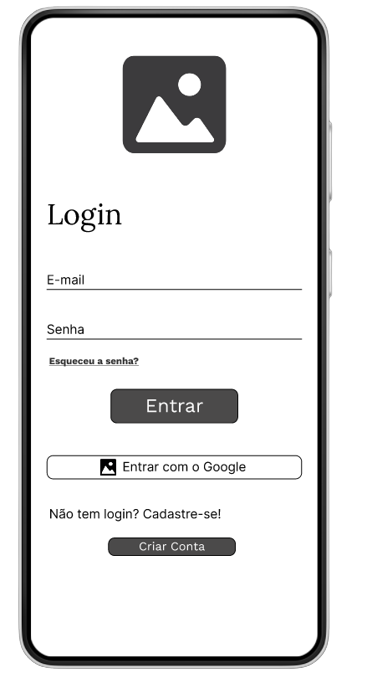 Login
E-mail
Senha
Esqueceu a senha?
Entrar
Entrar com o Google
Não tem login? Cadastre-se!
Criar Conta